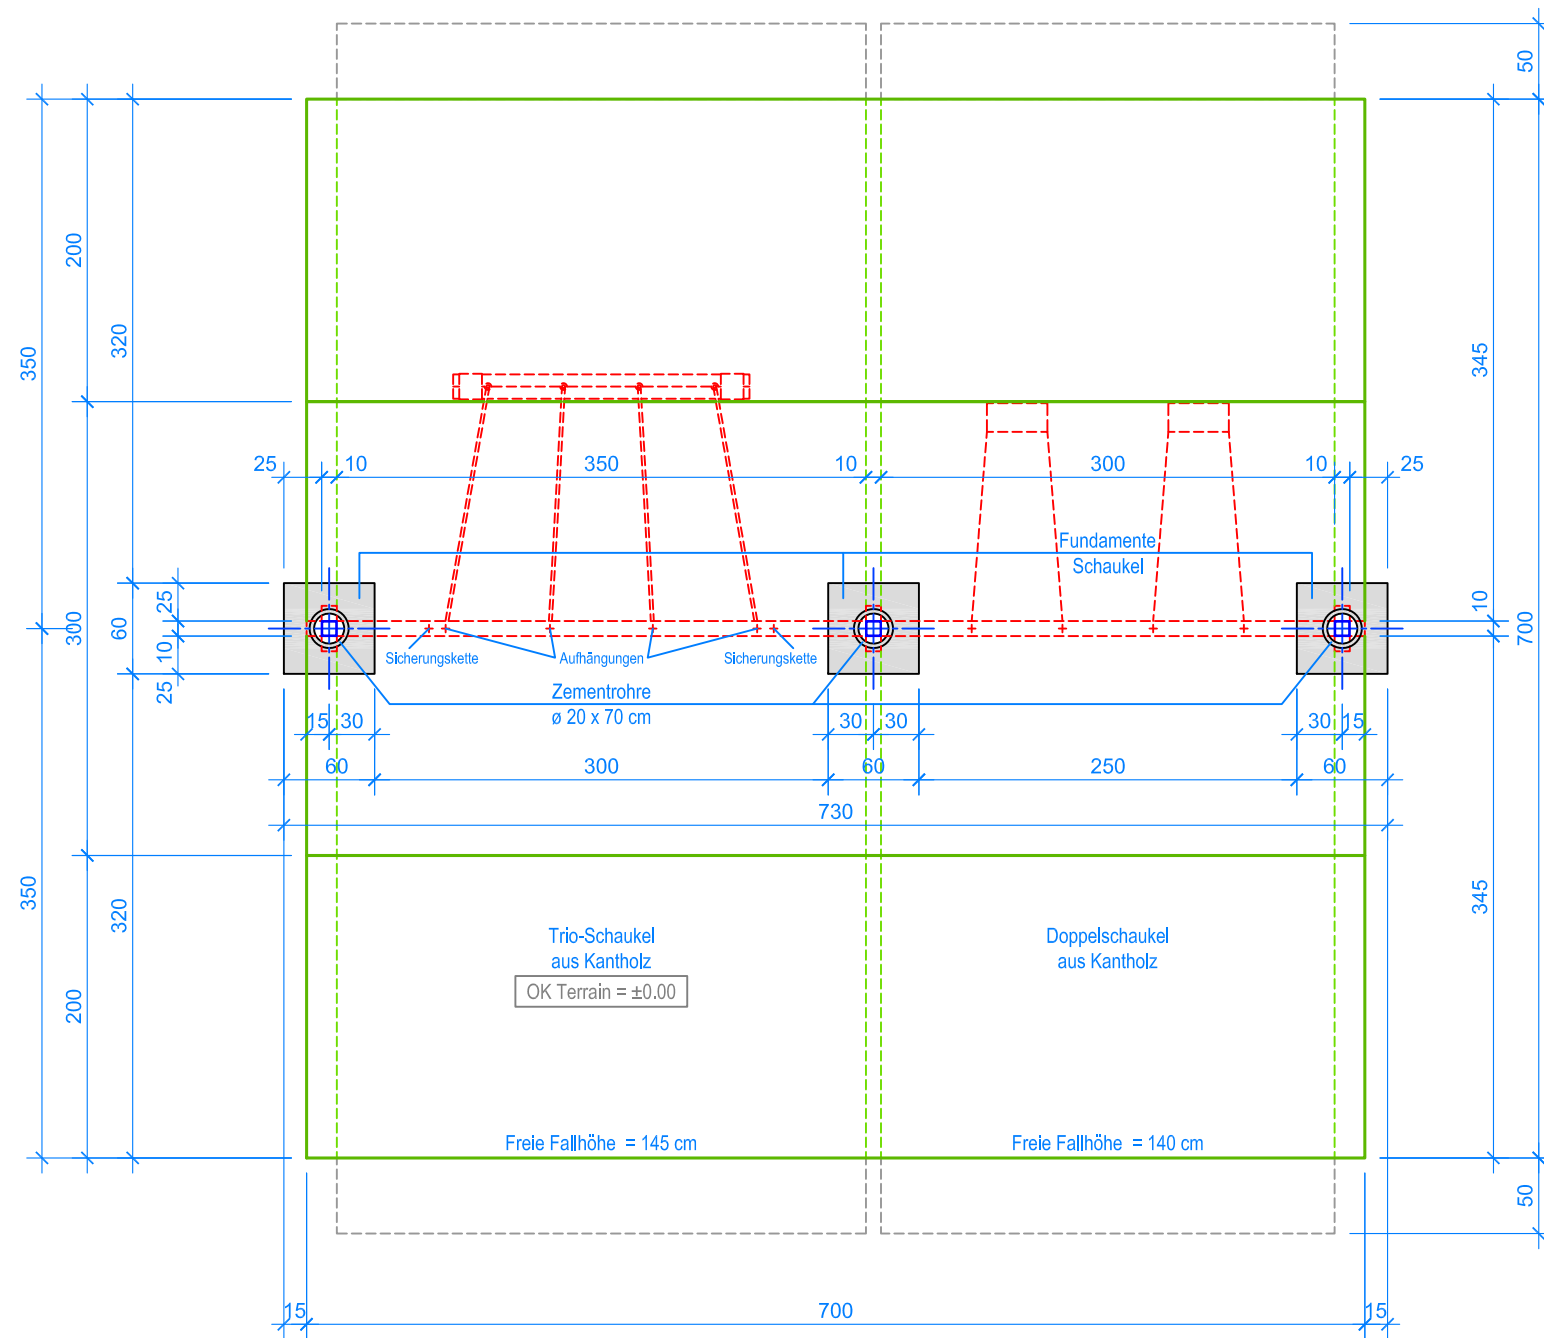 50
200
320
350
345
25
10
350
10
300
10
25
Fundamente
Schaukel
25
10
25
60
300
10
700
Sicherungskette
Aufhängungen
Sicherungskette
Zementrohre
ø 20 x 70 cm
15
30
30
30
30
15
60
300
60
250
60
730
350
320
200
345
Trio-Schaukel
aus Kantholz
OK Terrain = ±0.00
Doppelschaukel
aus Kantholz
Freie Fallhöhe = 145 cm
Freie Fallhöhe = 140 cm
50
15
700
15